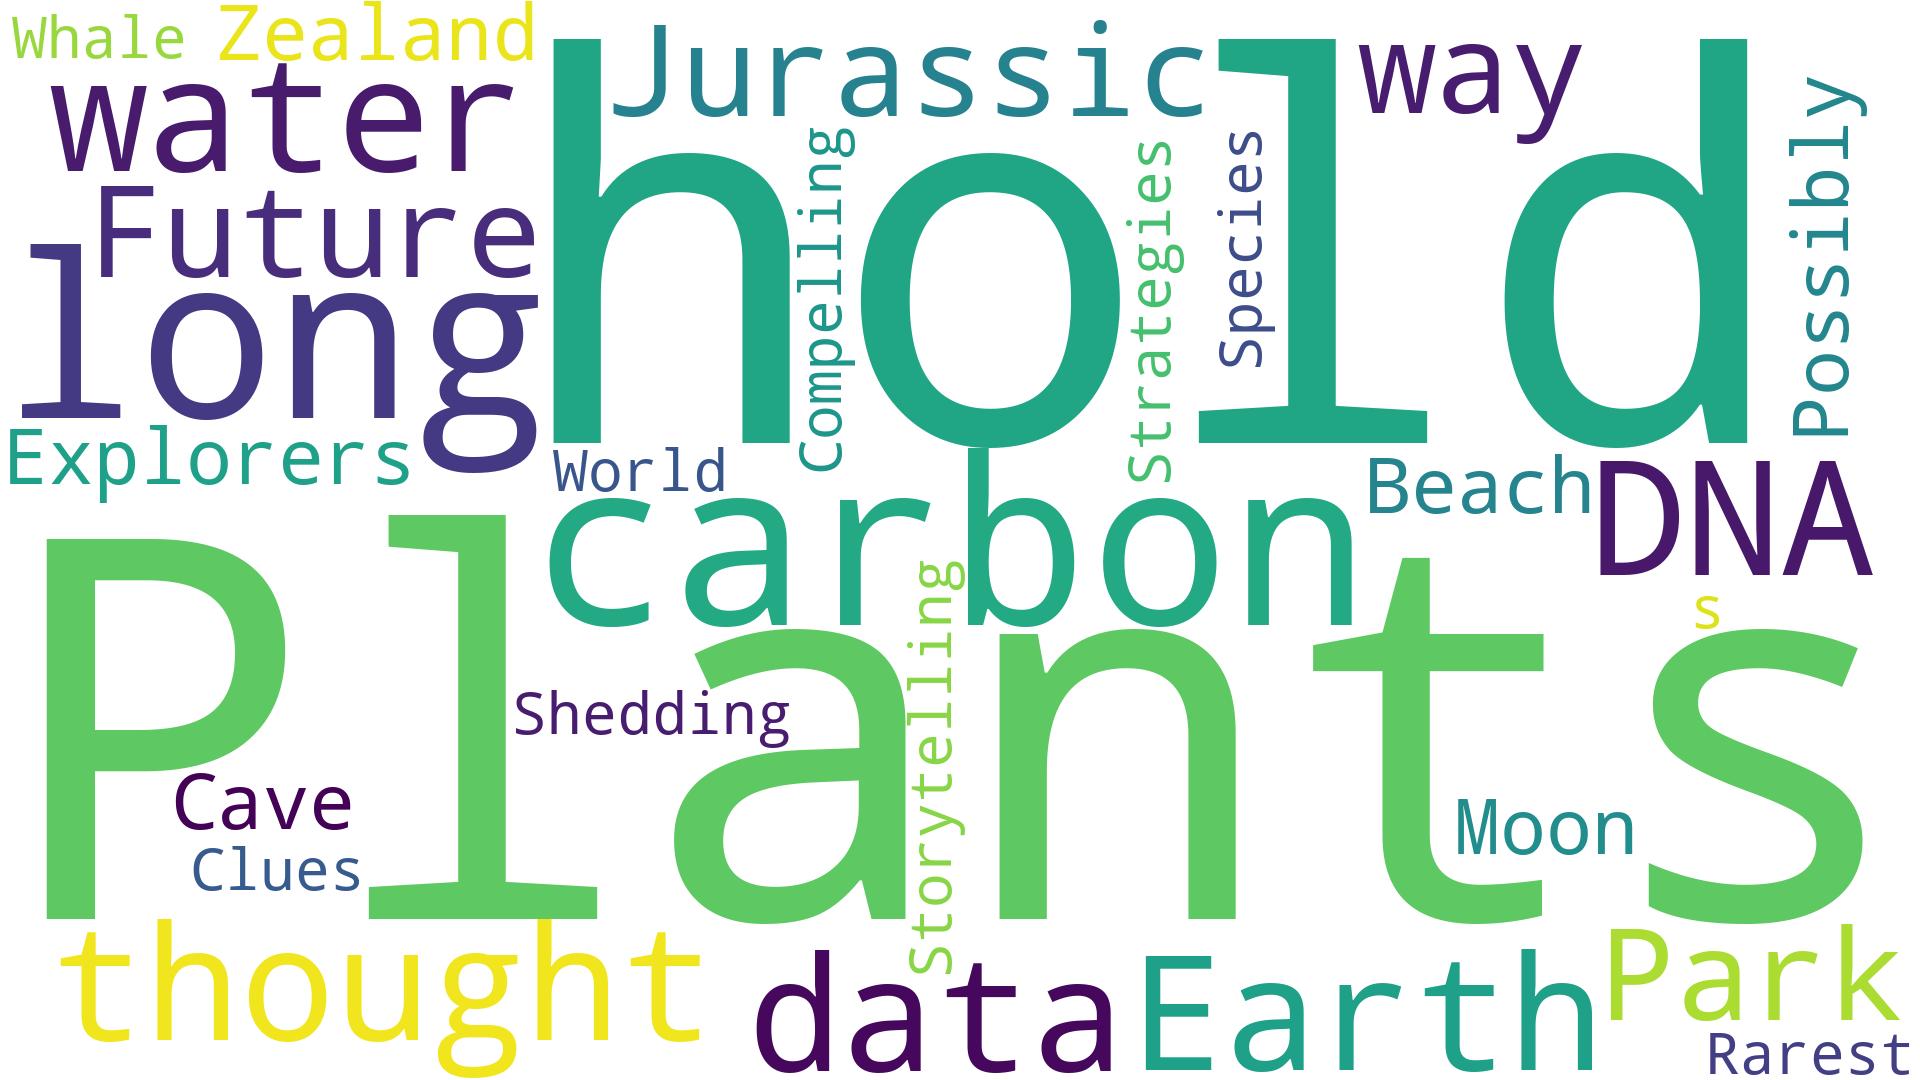 Whale
Zealand
Jurassic
way
water
hold
Possibly
Compelling
Strategies
Species
Future
long
Explorers
World
carbon
Beach
DNA
s
Plants
Shedding
Storytelling
Cave
Clues
Moon
thought
data
Earth
Park
Rarest